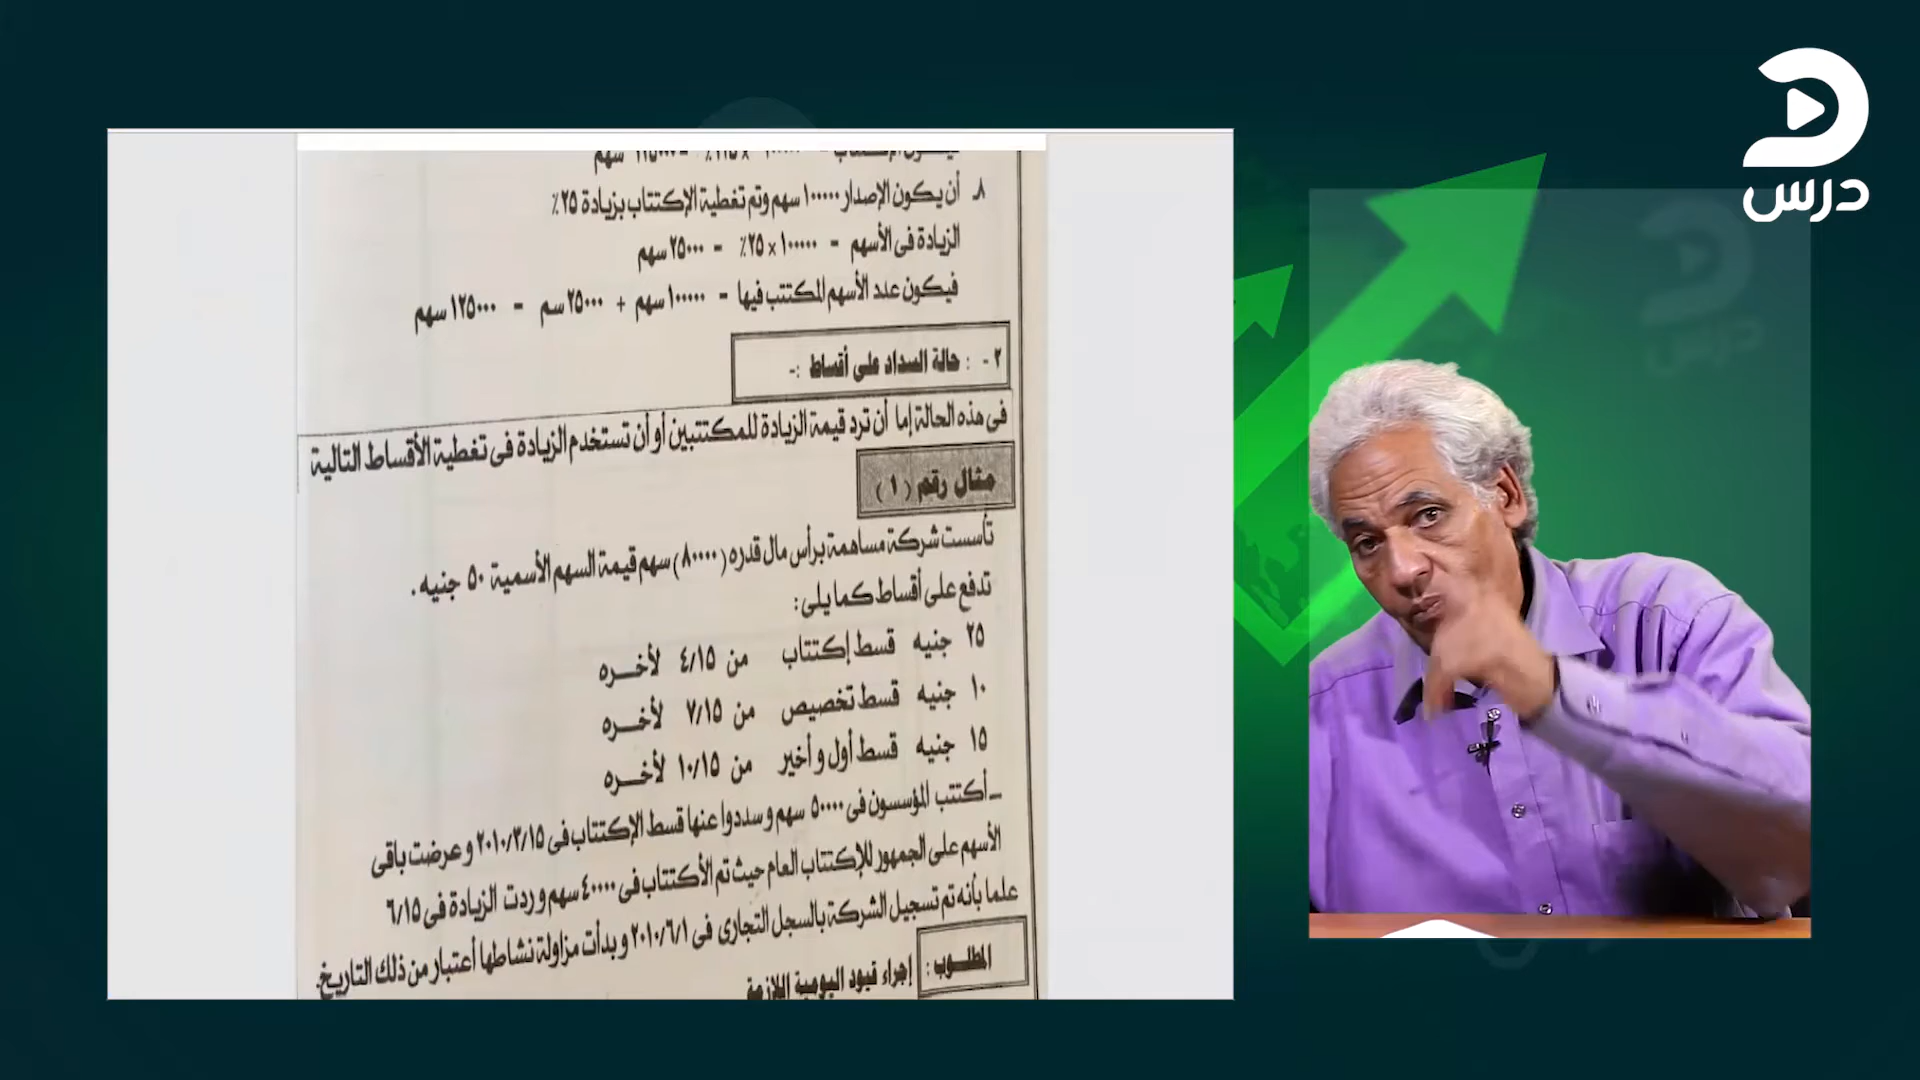 ٨ـ أن يكون الإصدار ١٠٠٠٠٠ سهم وتم تغطية الإكتتاب بزيادة ٢٥٪
الزيادة فى الأسهم = ١٠٠٠٠٠ × ٢٥٪ = ٢٥٠٠٠ سهم
فيكون عدد الأسهم المكتتب فيها = ١٠٠٠٠٠ سهم + ٢٥٠٠٠ سم = ١٢٥٠٠٠ سهم
٢- : حالة السداد على أقساط :-
فى هذه الحالة إما أن ترد قيمة الزيادة للمكتتبين أو أن تستخدم الزيادة فى تغطية الأقساط التالية
مثال رقم ( ١ )
تأسست شركة مساهمة برأس مال قدره (٨٠٠٠٠) سهم قيمة السهم الأسمية ٥٠ جنيه .
تدفع على أقساط كما يلى :
٢٥ جنيه قسط إكتتاب من ٤/١٥ لأخره
١٠ جنيه قسط تخصيص من ٧/١٥ لأخره
١٥ جنيه قسط أول و أخير من ١٠/١٥ لأخره
ـ أكتتب المؤسسون فى ٥٠٠٠٠ سهم و سددوا عنها قسط الإكتتاب فى ٢٠١٠/٣/١٥ و عرضت باقى
الأسهم على الجمهور للإكتتاب العام حيث تم الأكتتاب فى ٤٠٠٠٠ سهم و ردت الزيادة فى ٦/١٥
علما بأنه تم تسجيل الشركة بالسجل التجارى فى ٢٠١٠/٦/١ و بدأت مزاولة نشاطها أعتبار من ذلك التاريخ.
المطلوب : إجراء قيود اليومية اللازمة
درس